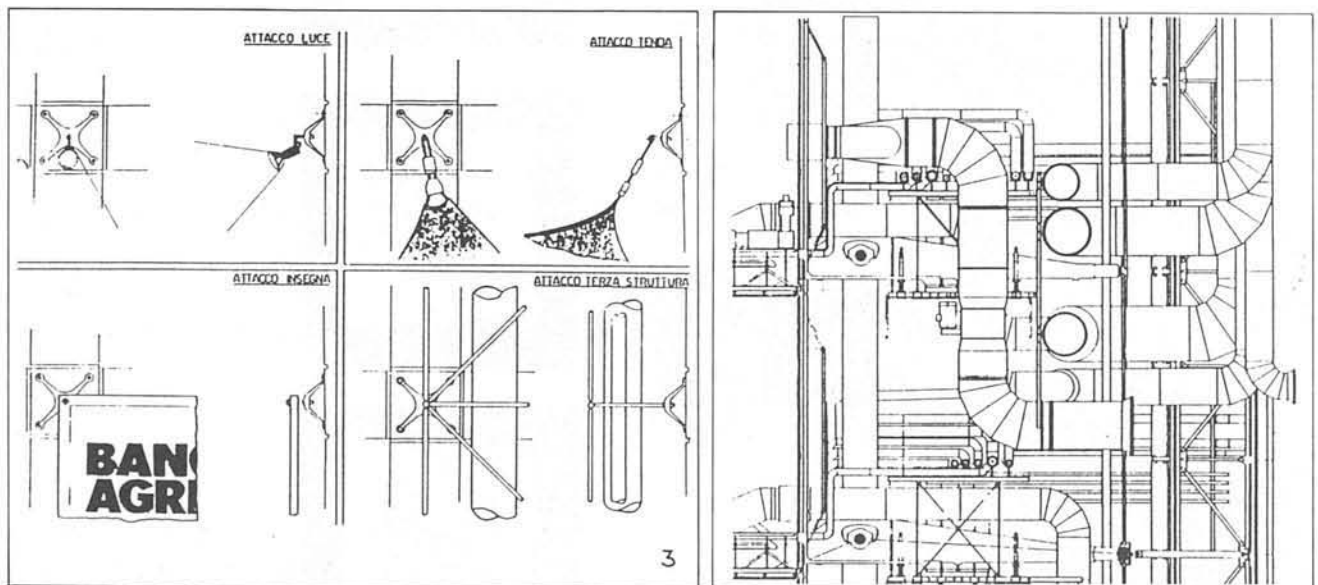 ATTACCO LUCE
ATTACCO TENDA
ATTACCO INSEGNA
BANC
AGRI
ATTACCO TERZA STRUTTURA
3